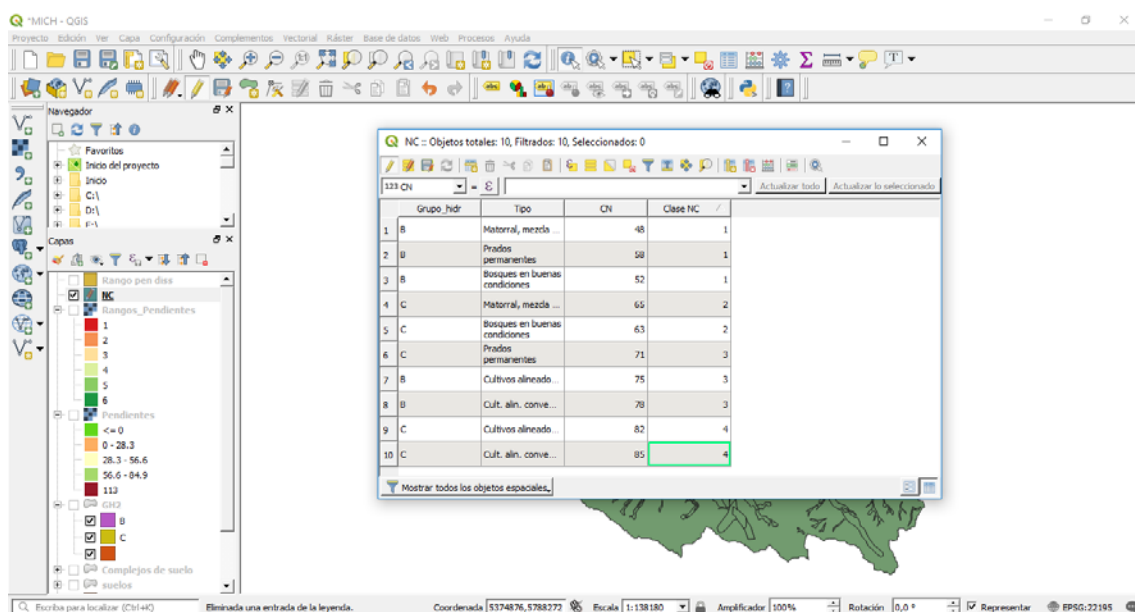 *MICH - QGIS
Proyecto Edición Ver Capa Configuración Complementos Vectorial Ráster Base de datos Web Procesos Ayuda
Navegador
Favoritos
Inicio del proyecto
Inicio
C:\
D:\
E:\
Capas
Rango pen diss
NC
Rangos_Pendientes
1
2
3
4
5
6
Pendientes
<= 0
0 - 28.3
28.3 - 56.6
56.6 - 84.9
113
GH2
B
C
Complejos de suelo
suelos
NC :: Objetos totales: 10, Filtrados: 10, Seleccionados: 0
123 CN = ε Actualizar todo Actualizar lo seleccionado
Grupo_hidr Tipo CN Clase NC
1 B Matorral, mezcla ... 48 1
2 B Prados permanentes 58 1
3 B Bosques en buenas condiciones 52 1
4 C Matorral, mezcla ... 65 2
5 C Bosques en buenas condiciones 63 2
6 C Prados permanentes 71 3
7 B Cultivos alineado... 75 3
8 B Cult. alin. conve... 78 3
9 C Cultivos alineado... 82 4
10 C Cult. alin. conve... 85 4
Mostrar todos los objetos espaciales
Escriba para localizar (Ctrl+K) Eliminada una entrada de la leyenda. Coordenada 5374876,5788272 Escala 1:138180 Amplificador 100% Rotación 0,0 ° Representar EPSG:22195